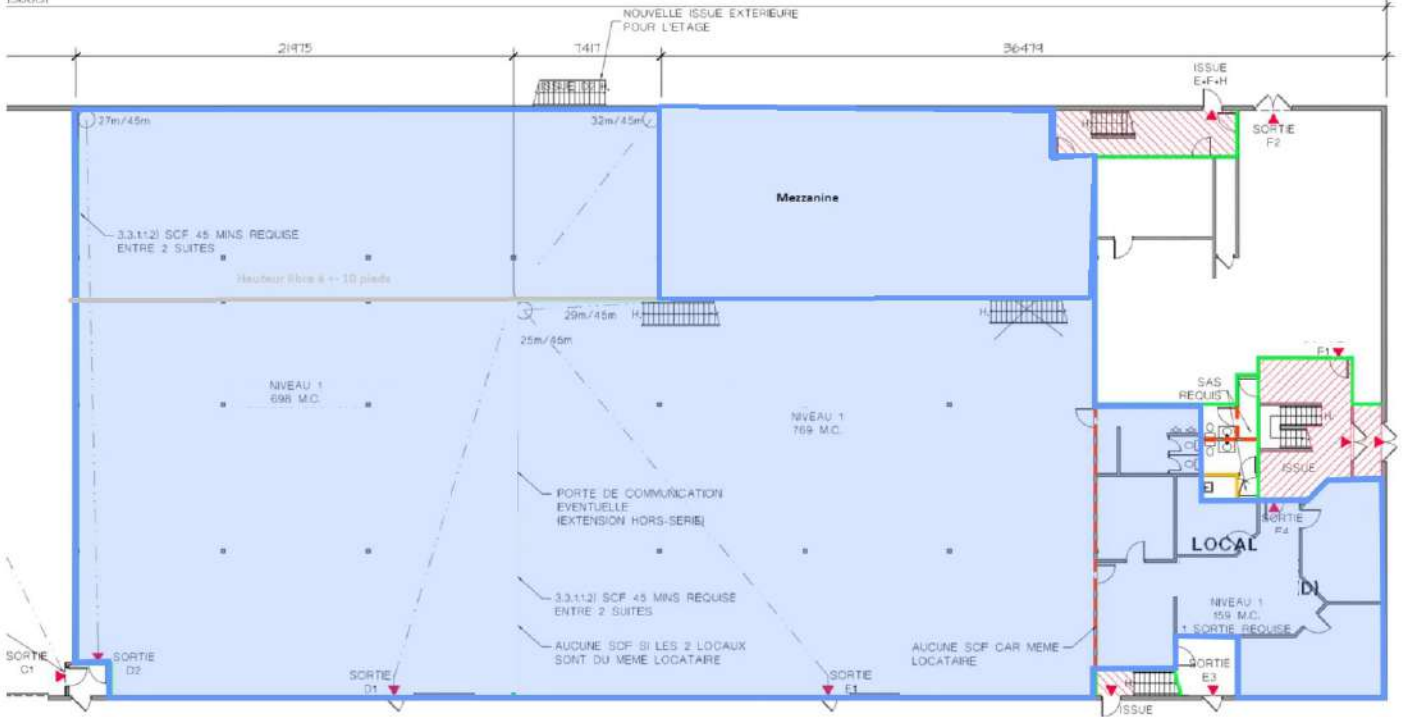 NOUVELLE ISSUE EXTERIEURE
POUR L'ETAGE
21975
7417
36479
ISSUE
E+F+H
27m/45m
32m/45m
H.
SORTIE
F2
Mezzanine
3.3.1.1.2) SCF 45 MINS REQUISE
ENTRE 2 SUITES
Hauteur libre à +- 10 pieds
29m/45m
H.
H.
25m/45m
NIVEAU 1
698 M.C.
NIVEAU 1
769 M.C.
F1
SAS
REQUIS
H.
ISSUE
PORTE DE COMMUNICATION
EVENTUELLE
(EXTENSION HORS-SERIE)
SORTIE
E4
LOCAL
3.3.1.1.2) SCF 45 MINS REQUISE
ENTRE 2 SUITES
NIVEAU 1
159 M.C.
1 SORTIE REQUISE
AUCUNE SCF SI LES 2 LOCAUX
SONT DU MEME LOCATAIRE
AUCUNE SCF CAR MEME
LOCATAIRE
SORTIE
C1
SORTIE
D2
SORTIE
D1
SORTIE
E1
SORTIE
E3
H.
ISSUE